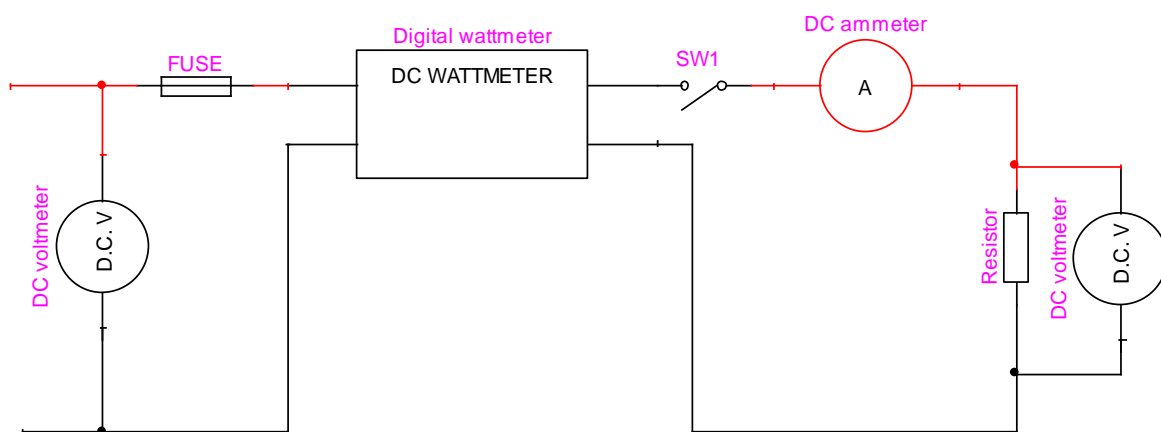 DC ammeter
Digital wattmeter
FUSE
DC WATTMETER
SW1
A
DC voltmeter
D.C. V
Resistor
DC voltmeter
D.C. V